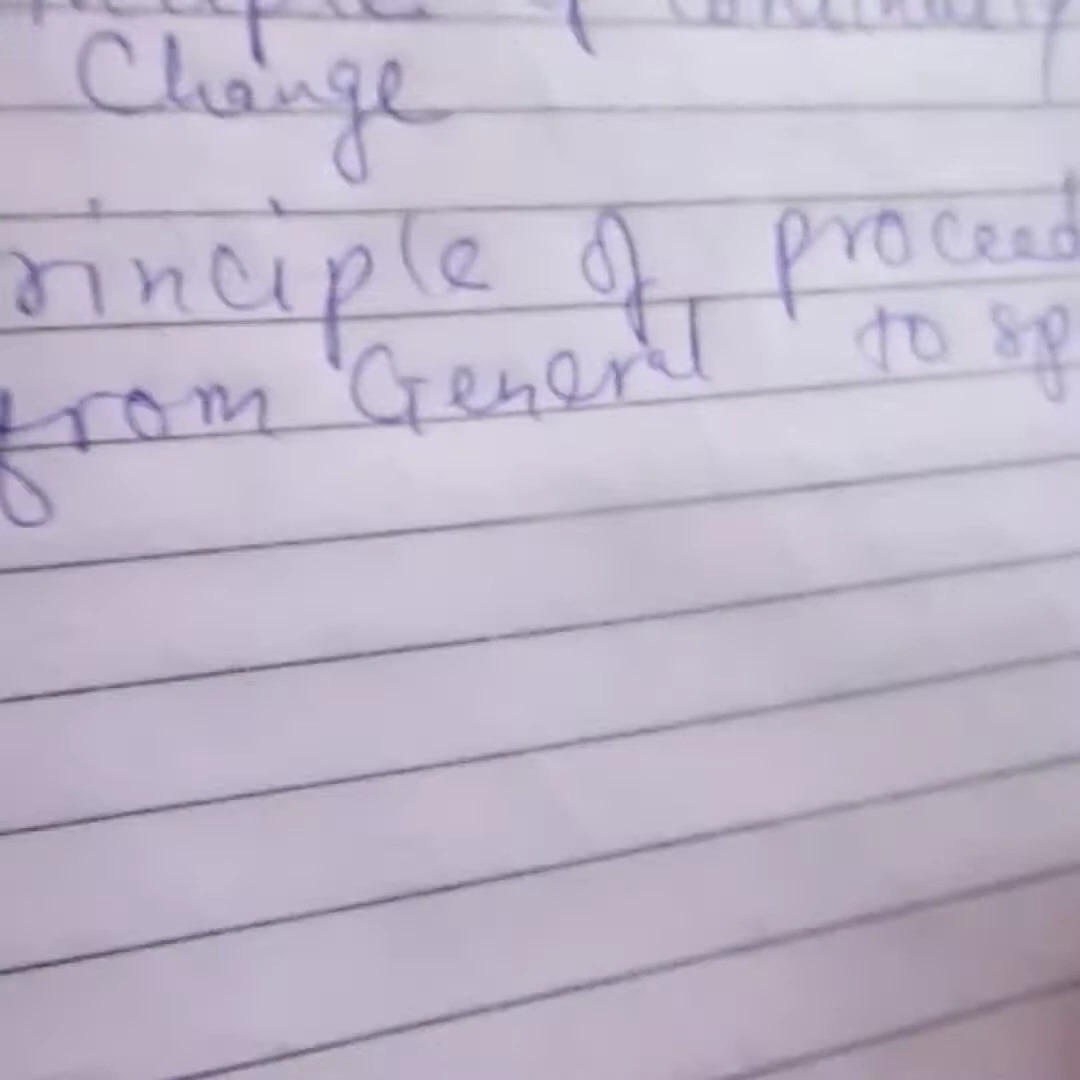 Change
rinciple of proceed
from General to sp